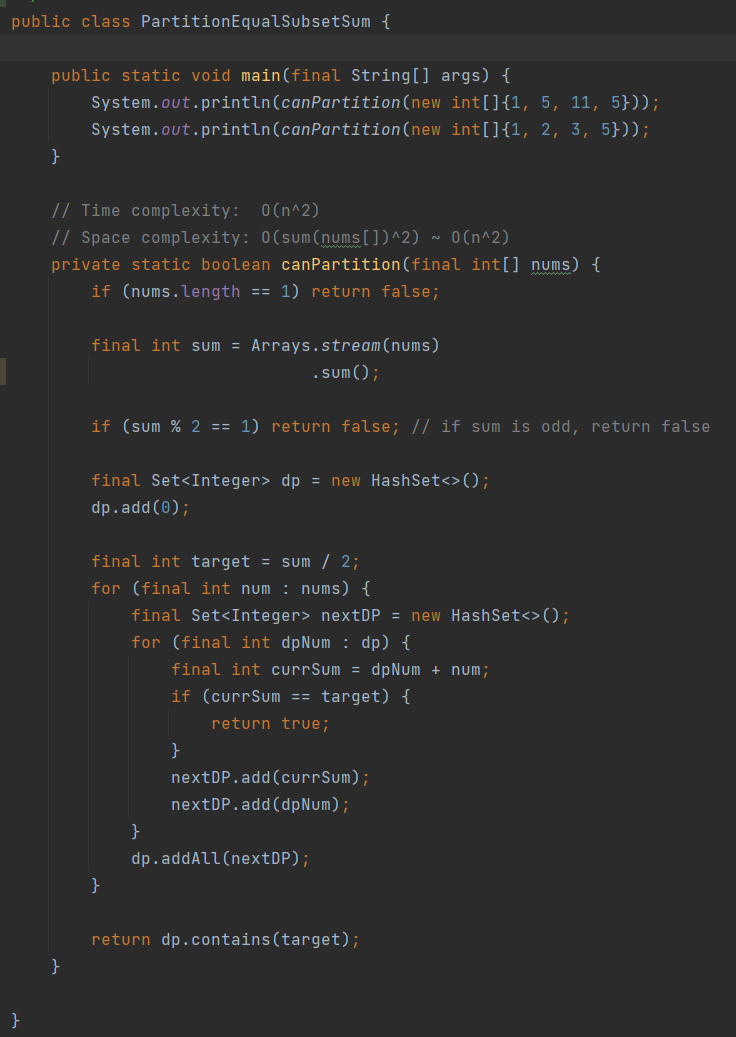 public class PartitionEqualSubsetSum {
    public static void main(final String[] args) {
        System.out.println(canPartition(new int[]{1, 5, 11, 5}));
        System.out.println(canPartition(new int[]{1, 2, 3, 5}));
    }
    // Time complexity:  O(n^2)
    // Space complexity: O(sum(nums[])^2) ~ O(n^2)
    private static boolean canPartition(final int[] nums) {
        if (nums.length == 1) return false;
        final int sum = Arrays.stream(nums)
                              .sum();
        if (sum % 2 == 1) return false; // if sum is odd, return false
        final Set<Integer> dp = new HashSet<>();
        dp.add(0);
        final int target = sum / 2;
        for (final int num : nums) {
            final Set<Integer> nextDP = new HashSet<>();
            for (final int dpNum : dp) {
                final int currSum = dpNum + num;
                if (currSum == target) {
                    return true;
                }
                nextDP.add(currSum);
                nextDP.add(dpNum);
            }
            dp.addAll(nextDP);
        }
        return dp.contains(target);
    }
}